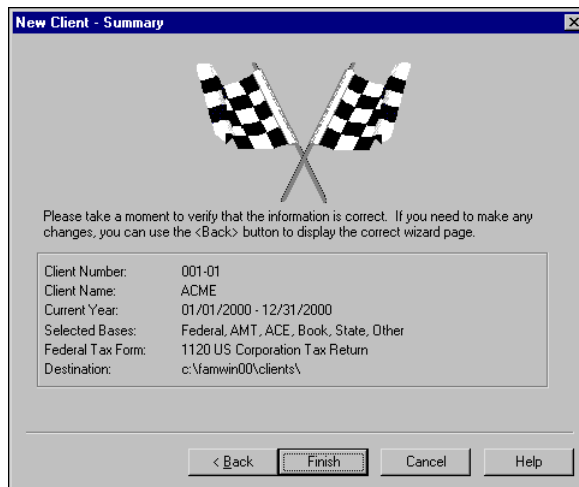 New Client - Summary
Please take a moment to verify that the information is correct. If you need to make any
changes, you can use the <Back> button to display the correct wizard page.
Client Number: 001-01
Client Name: ACME
Current Year: 01/01/2000 - 12/31/2000
Selected Bases: Federal, AMT, ACE, Book, State, Other
Federal Tax Form: 1120 US Corporation Tax Return
Destination: c:\famwin00\clients\
< Back Finish Cancel Help